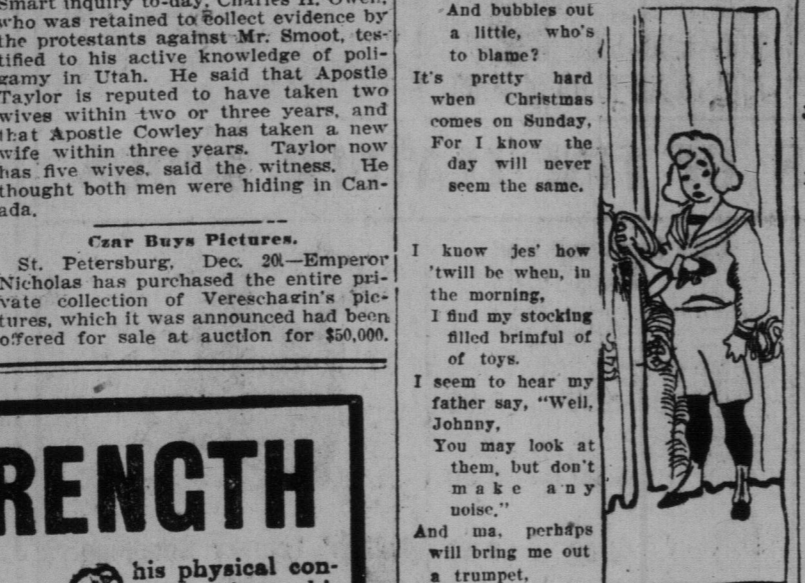 Smart inquiry to-day, Charles H. Owen,
who was retained to collect evidence by
the protestants against Mr. Smoot, tes-
tified to his active knowledge of poli-
gamy in Utah. He said that Apostle
Taylor is reputed to have taken two
wives within two or three years, and
that Apostle Cowley has taken a new
wife within three years. Taylor now
has five wives, said the witness. He
thought both men were hiding in Can-
ada.
Czar Buys Pictures.
St. Petersburg, Dec. 20.—Emperor
Nicholas has purchased the entire pri-
vate collection of Vereschagin's pic-
tures, which it was announced had been
offered for sale at auction for $50,000.
RENGTH
his physical con-
And bubbles out
a little, who's
to blame?
It's pretty hard
when Christmas
comes on Sunday,
For I know the
day will never
seem the same.
I know jes' how
'twill be when, in
the morning,
I find my stocking
filled brimful of
of toys.
I seem to hear my
father say, "Well,
Johnny,
You may look at
them, but don't
make any
noise."
And ma, perhaps
will bring me out
a trumpet,